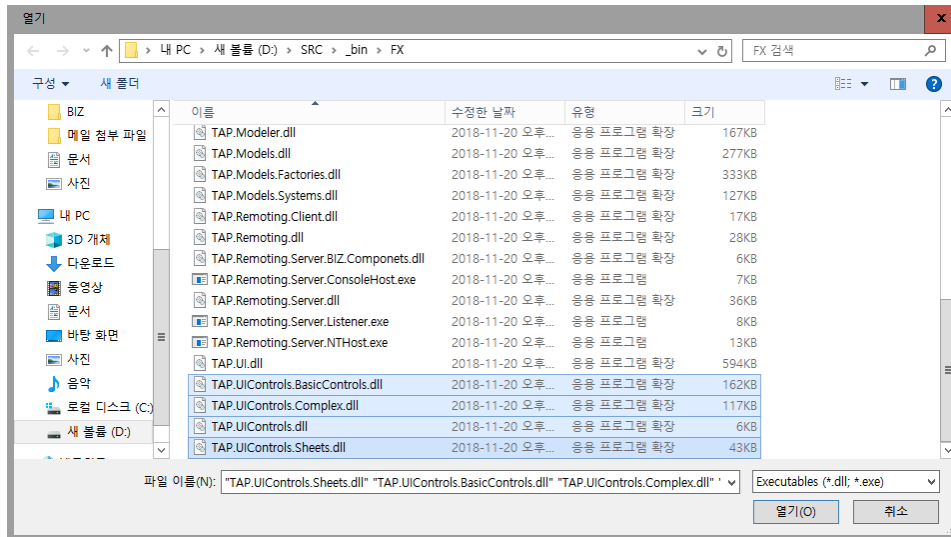 열기
x
내 PC > 새 볼륨 (D:) > SRC > _bin > FX
FX 검색
구성
새 폴더
BIZ
메일 첨부 파일
문서
사진
내 PC
3D 개체
다운로드
동영상
문서
바탕 화면
사진
음악
로컬 디스크 (C:)
새 볼륨 (D:)
이름 수정한 날짜 유형 크기
TAP.Modeler.dll 2018-11-20 오후... 응용 프로그램 확장 167KB
TAP.Models.dll 2018-11-20 오후... 응용 프로그램 확장 277KB
TAP.Models.Factories.dll 2018-11-20 오후... 응용 프로그램 확장 333KB
TAP.Models.Systems.dll 2018-11-20 오후... 응용 프로그램 확장 127KB
TAP.Remoting.Client.dll 2018-11-20 오후... 응용 프로그램 확장 17KB
TAP.Remoting.dll 2018-11-20 오후... 응용 프로그램 확장 28KB
TAP.Remoting.Server.BIZ.Componets.dll 2018-11-20 오후... 응용 프로그램 확장 6KB
TAP.Remoting.Server.ConsoleHost.exe 2018-11-20 오후... 응용 프로그램 7KB
TAP.Remoting.Server.dll 2018-11-20 오후... 응용 프로그램 확장 36KB
TAP.Remoting.Server.Listener.exe 2018-11-20 오후... 응용 프로그램 8KB
TAP.Remoting.Server.NTHost.exe 2018-11-20 오후... 응용 프로그램 13KB
TAP.UI.dll 2018-11-20 오후... 응용 프로그램 확장 594KB
TAP.UIControls.BasicControls.dll 2018-11-20 오후... 응용 프로그램 확장 162KB
TAP.UIControls.Complex.dll 2018-11-20 오후... 응용 프로그램 확장 117KB
TAP.UIControls.dll 2018-11-20 오후... 응용 프로그램 확장 6KB
TAP.UIControls.Sheets.dll 2018-11-20 오후... 응용 프로그램 확장 43KB
파일 이름(N): "TAP.UIControls.Sheets.dll" "TAP.UIControls.BasicControls.dll" "TAP.UIControls.Complex.dll" "
Executables (*.dll; *.exe)
열기(O)
취소